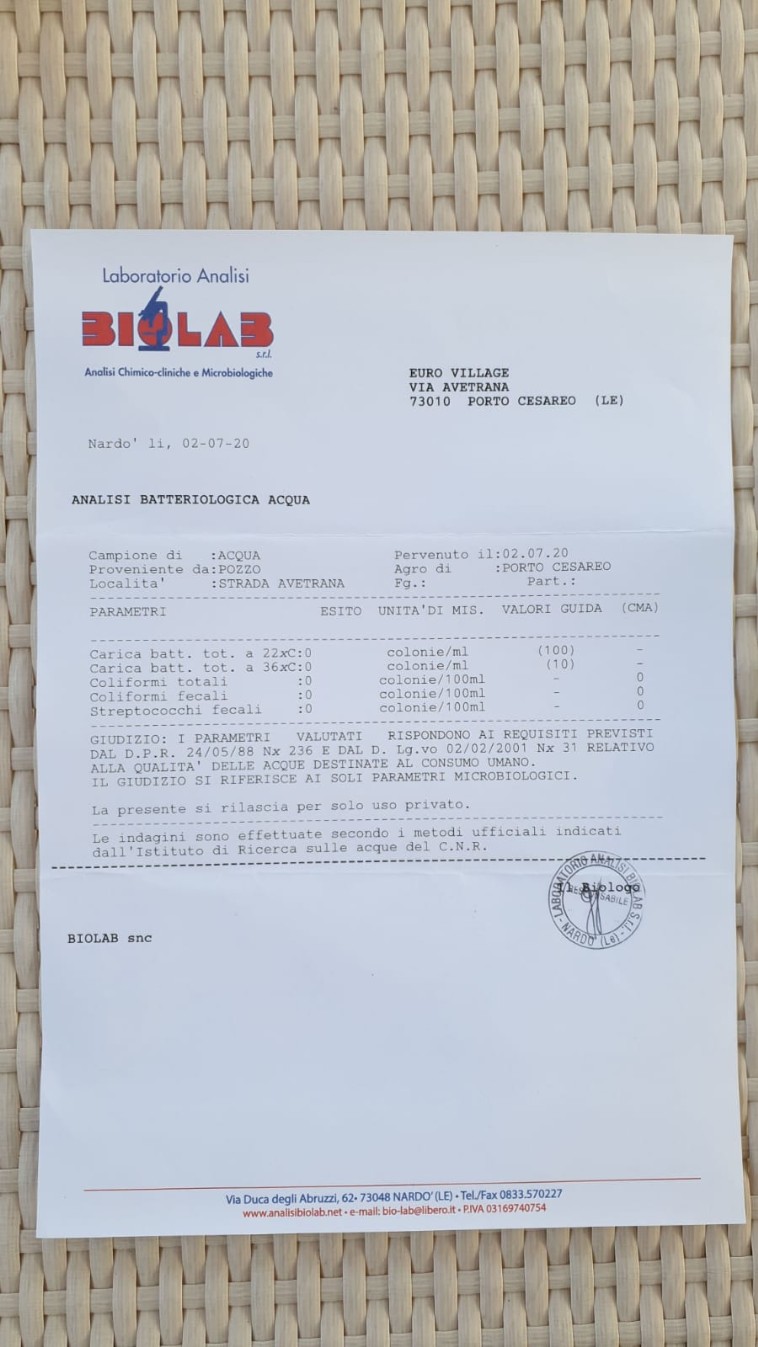 Laboratorio Analisi
BIOLAB
s.r.l.
Analisi Chimico-cliniche e Microbiologiche
EURO VILLAGE
VIA AVETRANA
73010 PORTO CESAREO (LE)
Nardo' li, 02-07-20
ANALISI BATTERIOLOGICA ACQUA
Campione di :ACQUA Pervenuto il:02.07.20
Proveniente da:POZZO Agro di :PORTO CESAREO
Localita' :STRADA AVETRANA Fg.: Part.:
PARAMETRI ESITO UNITA'DI MIS. VALORI GUIDA (CMA)
Carica batt. tot. a 22xC:0 colonie/ml (100) -
Carica batt. tot. a 36xC:0 colonie/ml (10) -
Coliformi totali :0 colonie/100ml - 0
Coliformi fecali :0 colonie/100ml - 0
Streptococchi fecali :0 colonie/100ml - 0
GIUDIZIO: I PARAMETRI VALUTATI RISPONDONO AI REQUISITI PREVISTI
DAL D.P.R. 24/05/88 Nx 236 E DAL D. Lg.vo 02/02/2001 Nx 31 RELATIVO
ALLA QUALITA' DELLE ACQUE DESTINATE AL CONSUMO UMANO.
IL GIUDIZIO SI RIFERISCE AI SOLI PARAMETRI MICROBIOLOGICI.
La presente si rilascia per solo uso privato.
Le indagini sono effettuate secondo i metodi ufficiali indicati
dall'Istituto di Ricerca sulle acque del C.N.R.
Il Biologo
LABORATORIO ANALISI BIOLAB S.r.l.
RESPONSABILE
- NARDO' (Le) -
BIOLAB snc
Via Duca degli Abruzzi, 62• 73048 NARDO' (LE) • Tel./Fax 0833.570227
www.analisibiolab.net • e-mail: bio-lab@libero.it • P.IVA 03169740754